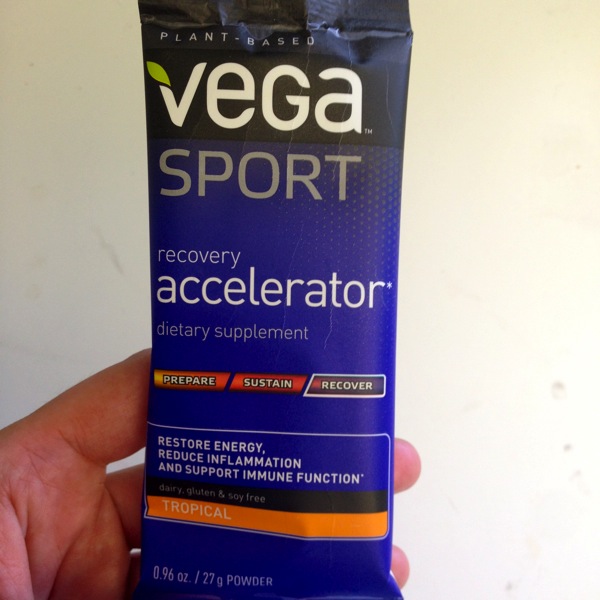 PLANT-BASED
vega™
SPORT
recovery
accelerator*
dietary supplement
PREPARE SUSTAIN RECOVER
RESTORE ENERGY,
REDUCE INFLAMMATION
AND SUPPORT IMMUNE FUNCTION*
dairy, gluten & soy free
TROPICAL
0.96 oz. / 27 g POWDER